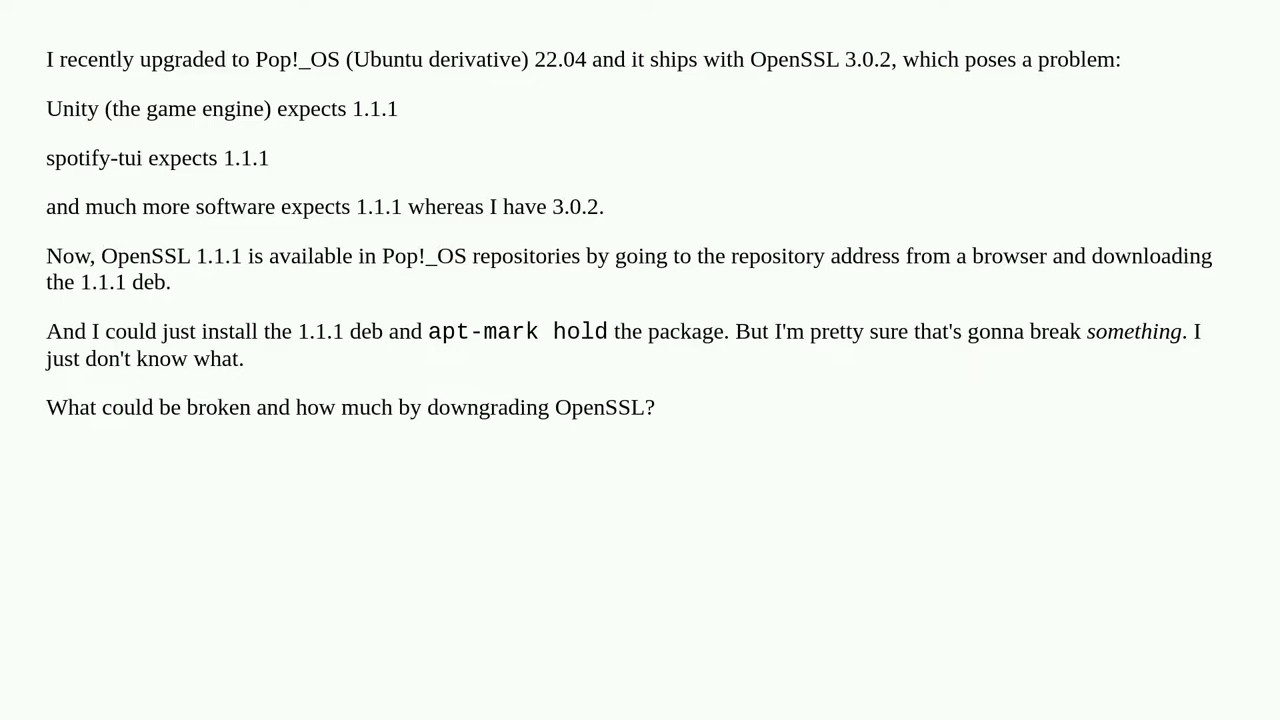 I recently upgraded to Pop!_OS (Ubuntu derivative) 22.04 and it ships with OpenSSL 3.0.2, which poses a problem:
Unity (the game engine) expects 1.1.1
spotify-tui expects 1.1.1
and much more software expects 1.1.1 whereas I have 3.0.2.
Now, OpenSSL 1.1.1 is available in Pop!_OS repositories by going to the repository address from a browser and downloading
the 1.1.1 deb.
And I could just install the 1.1.1 deb and apt-mark hold the package. But I'm pretty sure that's gonna break something. I
just don't know what.
What could be broken and how much by downgrading OpenSSL?